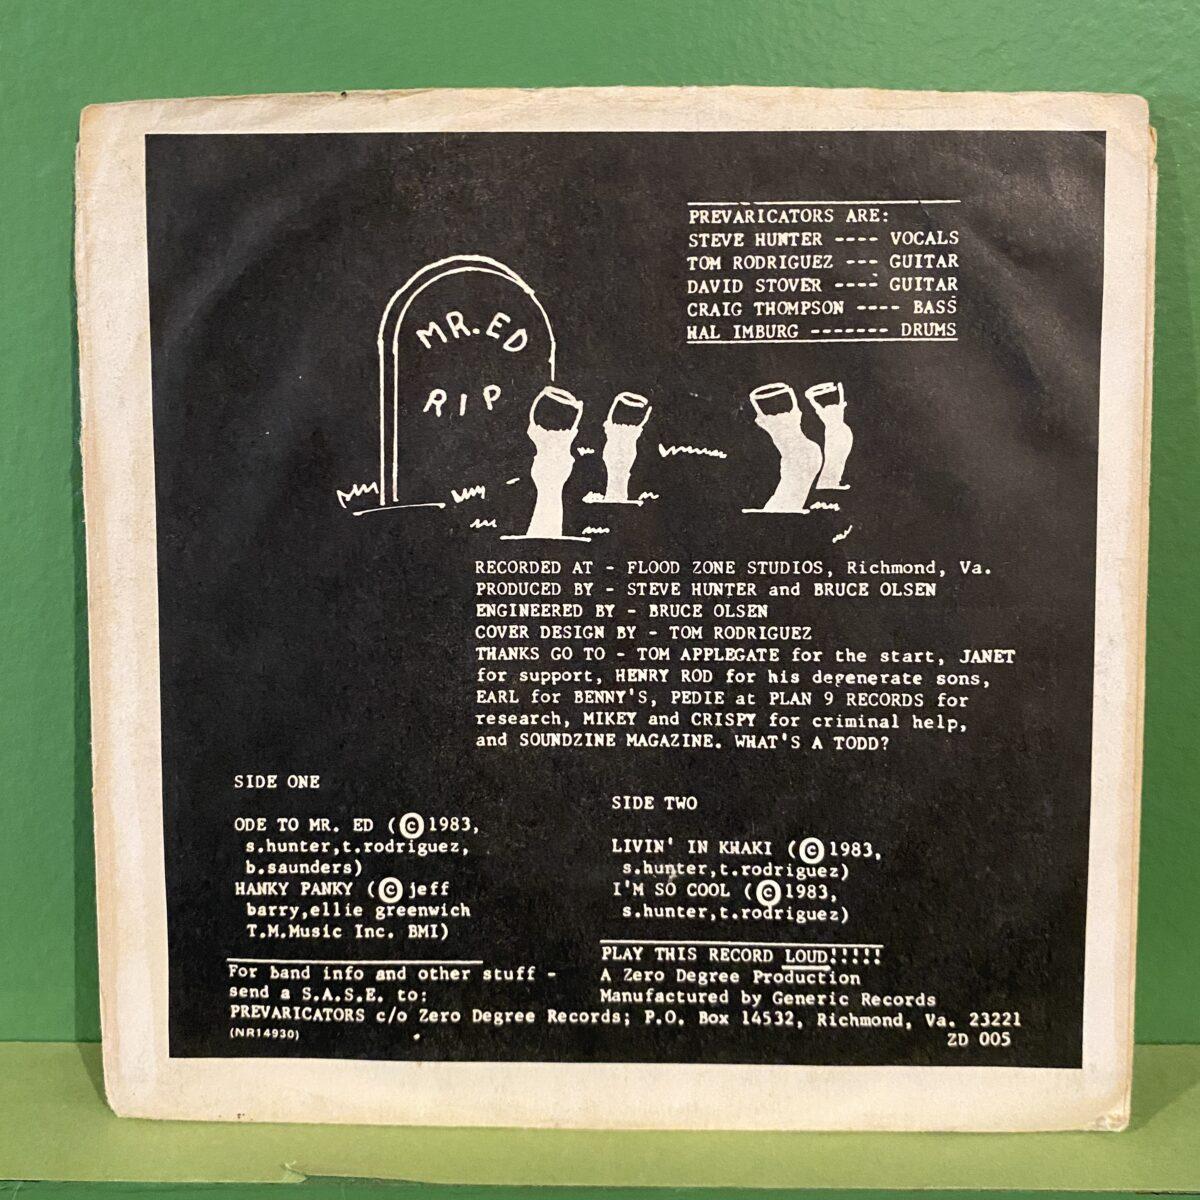 PREVARICATORS ARE:
STEVE HUNTER ---- VOCALS
TOM RODRIGUEZ --- GUITAR
DAVID STOVER ---- GUITAR
CRAIG THOMPSON ---- BASS
HAL IMBURG ------- DRUMS
MR. ED
RIP
RECORDED AT - FLOOD ZONE STUDIOS, Richmond, Va.
PRODUCED BY - STEVE HUNTER and BRUCE OLSEN
ENGINEERED BY - BRUCE OLSEN
COVER DESIGN BY - TOM RODRIGUEZ
THANKS GO TO - TOM APPLEGATE for the start, JANET
for support, HENRY ROD for his degenerate sons,
EARL for BENNY'S, PEDIE at PLAN 9 RECORDS for
research, MIKEY and CRISPY for criminal help,
and SOUNDZINE MAGAZINE. WHAT'S A TODD?
SIDE ONE
ODE TO MR. ED (©1983,
s.hunter,t.rodriguez,
b.saunders)
HANKY PANKY (©jeff
barry,ellie greenwich
T.M.Music Inc. BMI)
SIDE TWO
LIVIN' IN KHAKI (©1983,
s.hunter,t.rodriguez)
I'M SO COOL (©1983,
s.hunter,t.rodriguez)
PLAY THIS RECORD LOUD!!!!!
A Zero Degree Production
Manufactured by Generic Records
For band info and other stuff -
send a S.A.S.E. to:
PREVARICATORS c/o Zero Degree Records; P.O. Box 14532, Richmond, Va. 23221
(NR14930)
ZD 005